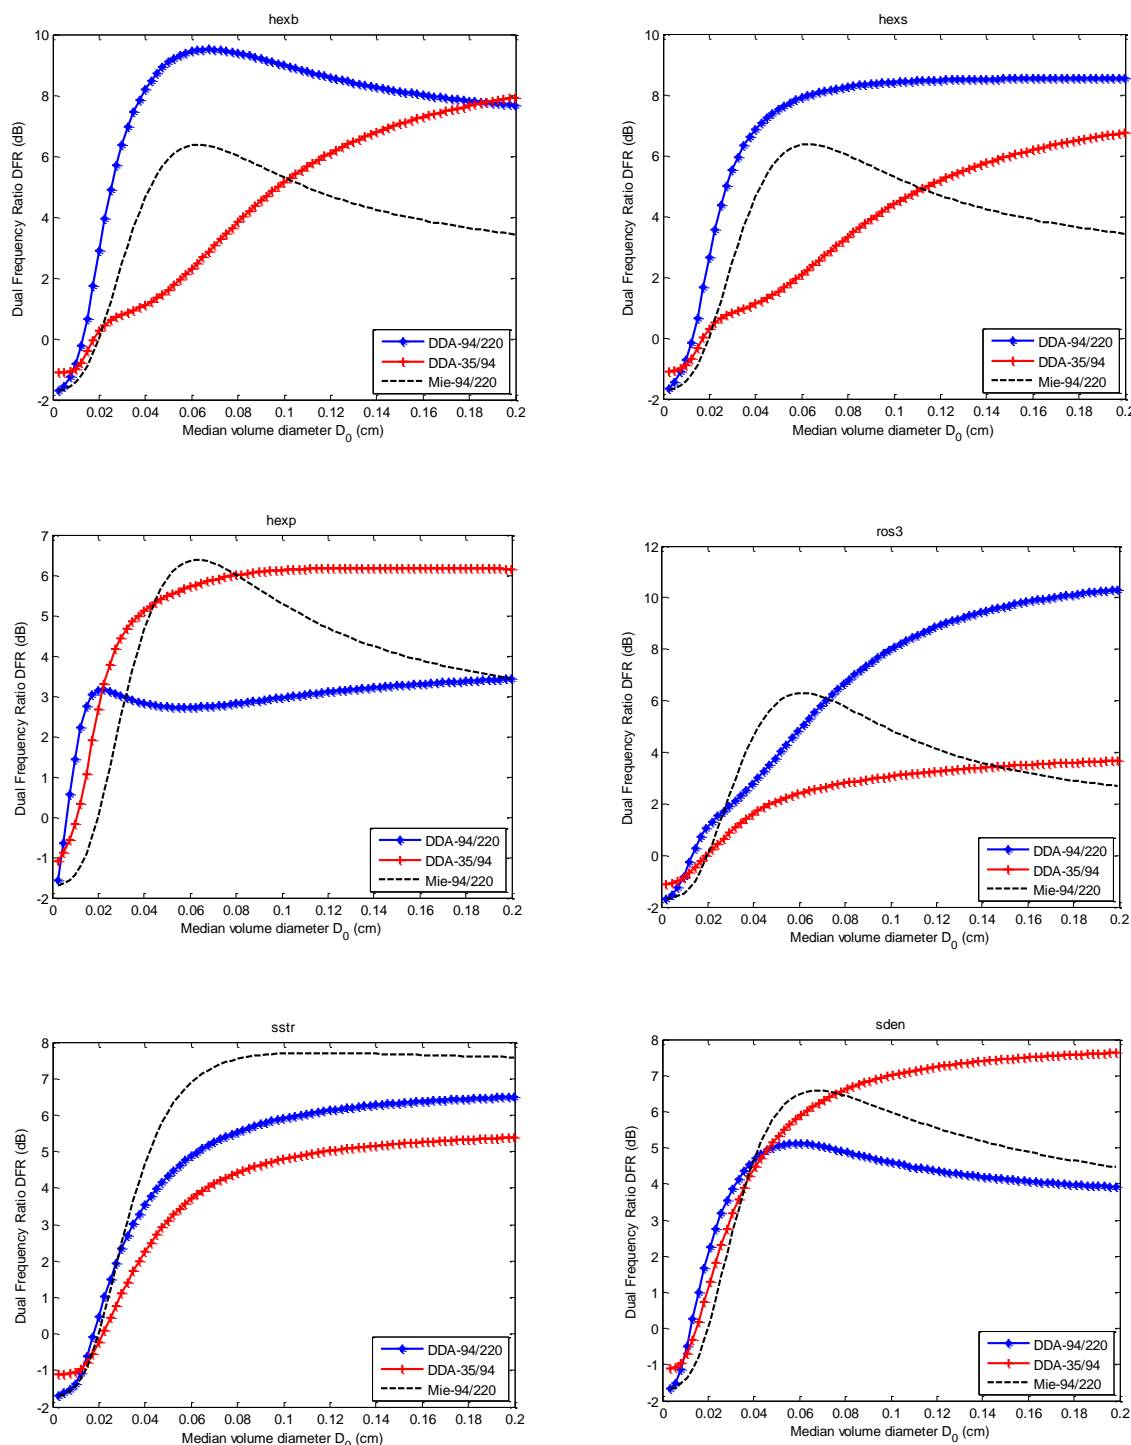 hexb
10
8
6
4
2
0
-2
Dual Frequency Ratio DFR (dB)
DDA-94/220
DDA-35/94
Mie-94/220
0 0.02 0.04 0.06 0.08 0.1 0.12 0.14 0.16 0.18 0.2
Median volume diameter D0 (cm)
hexs
10
8
6
4
2
0
-2
Dual Frequency Ratio DFR (dB)
DDA-94/220
DDA-35/94
Mie-94/220
0 0.02 0.04 0.06 0.08 0.1 0.12 0.14 0.16 0.18 0.2
Median volume diameter D0 (cm)
hexp
7
6
5
4
3
2
1
0
-1
-2
Dual Frequency Ratio DFR (dB)
DDA-94/220
DDA-35/94
Mie-94/220
0 0.02 0.04 0.06 0.08 0.1 0.12 0.14 0.16 0.18 0.2
Median volume diameter D0 (cm)
ros3
12
10
8
6
4
2
0
-2
Dual Frequency Ratio DFR (dB)
DDA-94/220
DDA-35/94
Mie-94/220
0 0.02 0.04 0.06 0.08 0.1 0.12 0.14 0.16 0.18 0.2
Median volume diameter D0 (cm)
sstr
8
7
6
5
4
3
2
1
0
-1
-2
Dual Frequency Ratio DFR (dB)
DDA-94/220
DDA-35/94
Mie-94/220
0 0.02 0.04 0.06 0.08 0.1 0.12 0.14 0.16 0.18 0.2
Median volume diameter D0 (cm)
sden
8
7
6
5
4
3
2
1
0
-1
-2
Dual Frequency Ratio DFR (dB)
DDA-94/220
DDA-35/94
Mie-94/220
0 0.02 0.04 0.06 0.08 0.1 0.12 0.14 0.16 0.18 0.2
Median volume diameter D0 (cm)